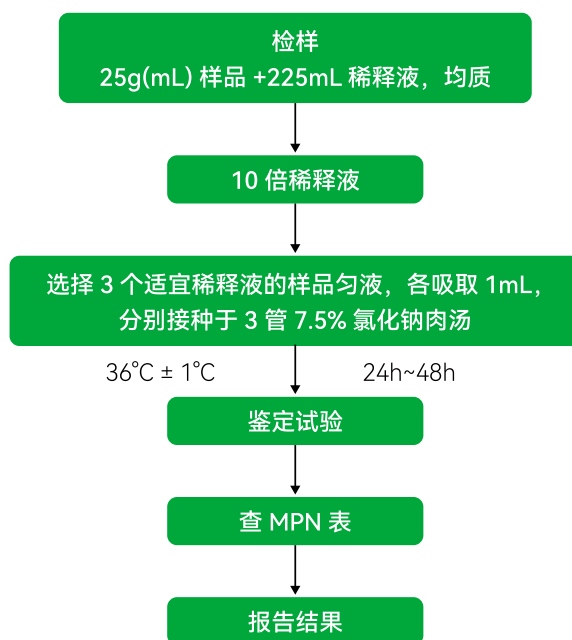 检样
25g(mL) 样品 +225mL 稀释液，均质
10 倍稀释液
选择 3 个适宜稀释液的样品匀液，各吸取 1mL，
分别接种于 3 管 7.5% 氯化钠肉汤
36℃ ± 1℃ 24h~48h
鉴定试验
查 MPN 表
报告结果